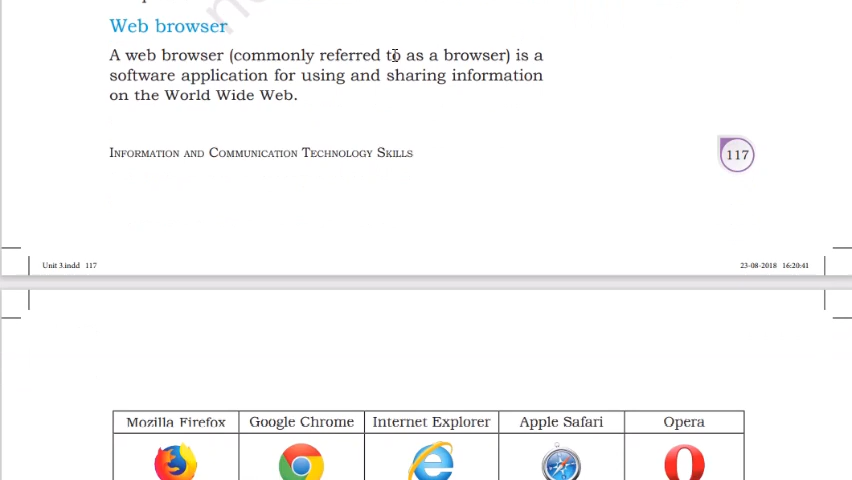 Web browser
A web browser (commonly referred to as a browser) is a
software application for using and sharing information
on the World Wide Web.
Information and Communication Technology Skills
117
Unit 3.indd 117
23-08-2018 16:20:41
Mozilla Firefox Google Chrome Internet Explorer Apple Safari Opera